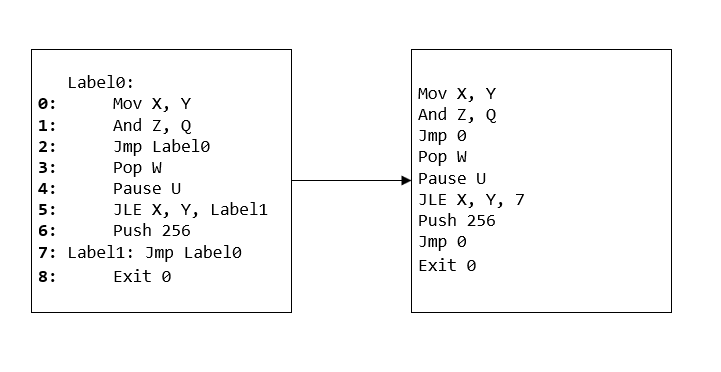 Label0:
0: Mov X, Y
1: And Z, Q
2: Jmp Label0
3: Pop W
4: Pause U
5: JLE X, Y, Label1
6: Push 256
7: Label1: Jmp Label0
8: Exit 0
Mov X, Y
And Z, Q
Jmp 0
Pop W
Pause U
JLE X, Y, 7
Push 256
Jmp 0
Exit 0